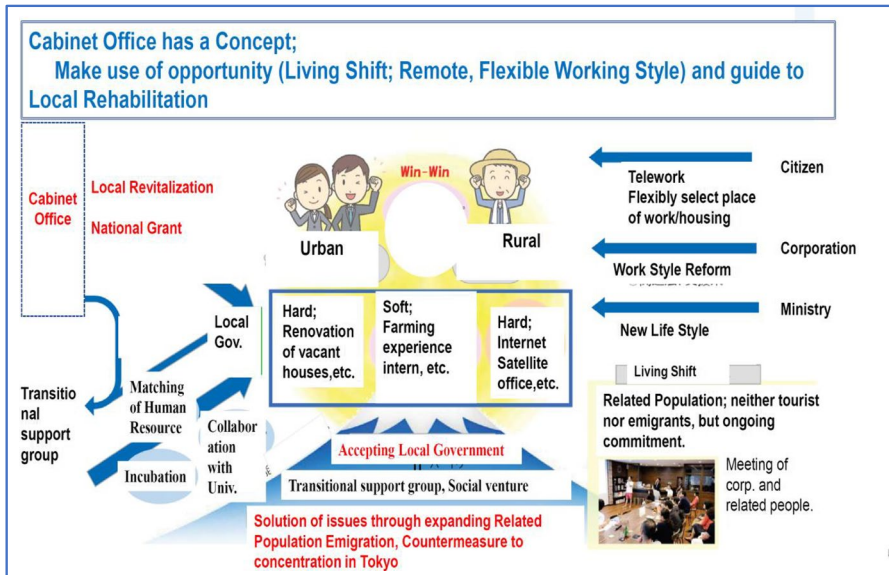 Cabinet Office has a Concept;
Make use of opportunity (Living Shift; Remote, Flexible Working Style) and guide to
Local Rehabilitation
Cabinet
Office
Local Revitalization
National Grant
Win-Win
Urban
Rural
Telework
Flexibly select place
of work/housing
Citizen
Work Style Reform
Corporation
New Life Style
Ministry
Local
Gov.
Hard;
Renovation
of vacant
houses,etc.
Soft;
Farming
experience
intern, etc.
Hard;
Internet
Satellite
office,etc.
Transitio
nal
support
group
Matching
of Human
Resource
Incubation
Collabor
ation
with
Univ.
Accepting Local Government
Transitional support group, Social venture
Solution of issues through expanding Related
Population Emigration, Countermeasure to
concentration in Tokyo
Living Shift
Related Population; neither tourist
nor emigrants, but ongoing
commitment.
Meeting of
corp. and
related people.